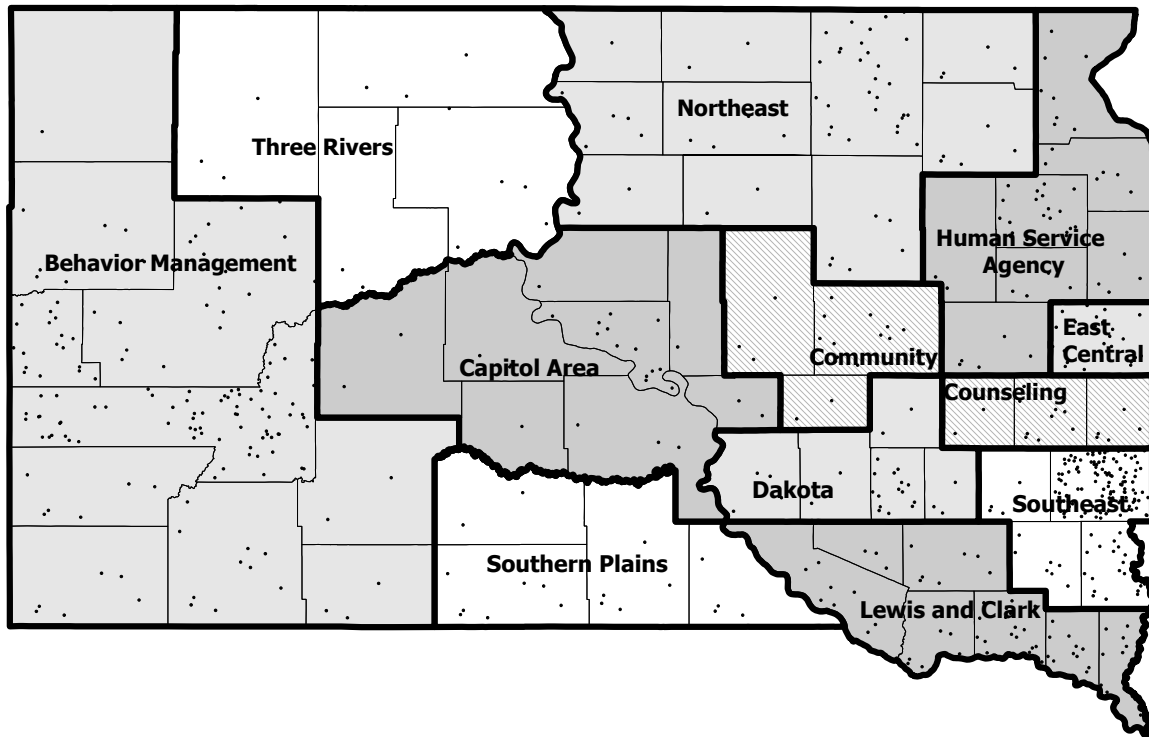 Northeast
Three Rivers
Human Service
Agency
Behavior Management
East
Central
Community
Capitol Area
Counseling
Dakota
Southeast
Southern Plains
Lewis and Clark